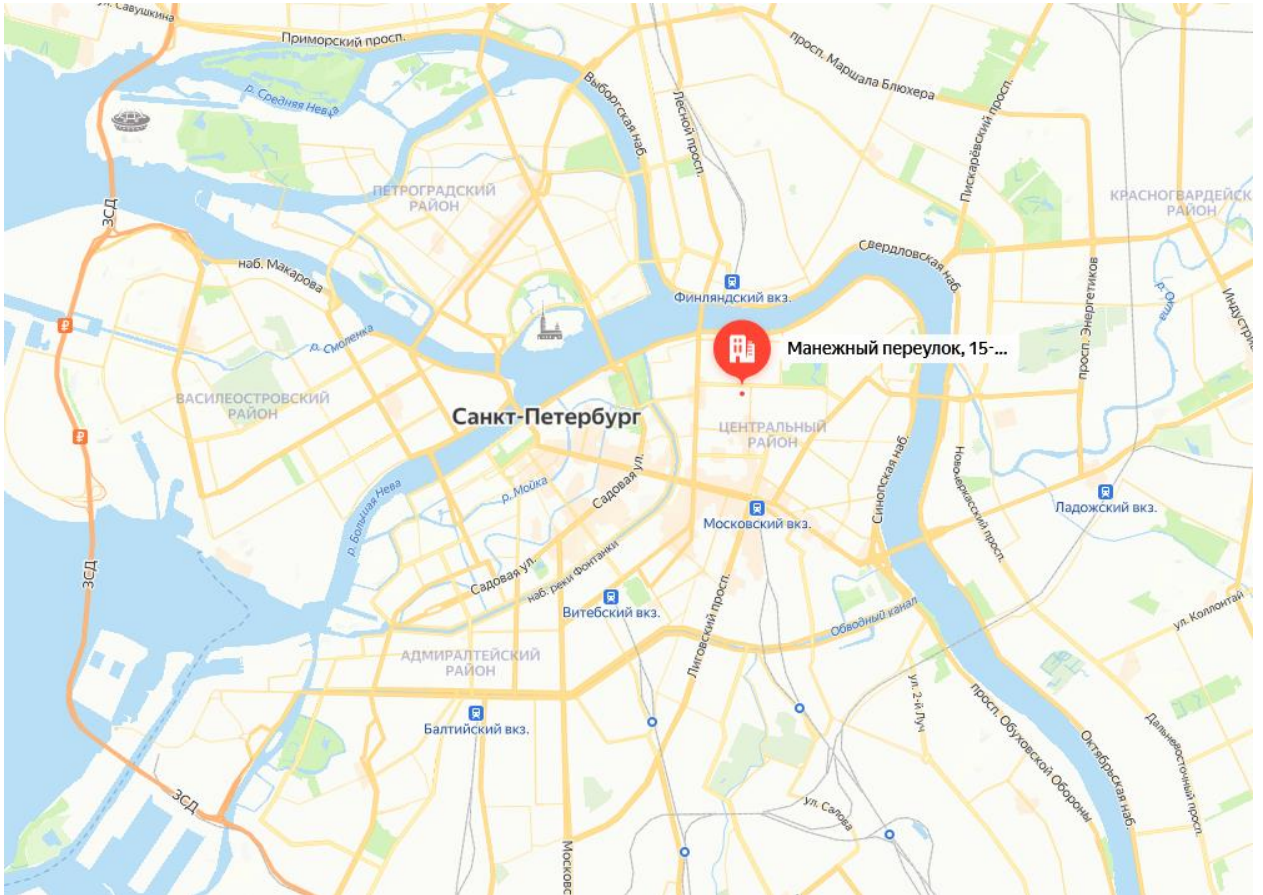 ул. Савушкина
Приморский просп.
просп. Маршала Блюхера
р. Средняя Невка
Выборгская наб.
Лесной просп.
Пискарёвский просп.
ПЕТРОГРАДСКИЙ
РАЙОН
КРАСНОГВАРДЕЙСК
РАЙОН
ЗСД
наб. Макарова
Свердловская наб.
просп. Энергетиков
р. Охта
Индустри
Финляндский вкз.
р. Смоленка
Манежный переулок, 15-...
ВАСИЛЕОСТРОВСКИЙ
РАЙОН
Санкт-Петербург
ЦЕНТРАЛЬНЫЙ
РАЙОН
Садовая ул.
Синопская наб.
Новочеркасский просп.
р. Мойка
р. Большая Нева
Московский вкз.
Ладожский вкз.
ЗСД
Садовая ул.
наб. реки Фонтанки
Витебский вкз.
Лиговский просп.
Обводный канал
ул. Коллонтай
АДМИРАЛТЕЙСКИЙ
РАЙОН
ул. 2-й Луч
просп. Обуховской Обороны
Балтийский вкз.
Октябрьская наб.
Дальневосточный просп.
ЗСД
ул. Салова
Московс